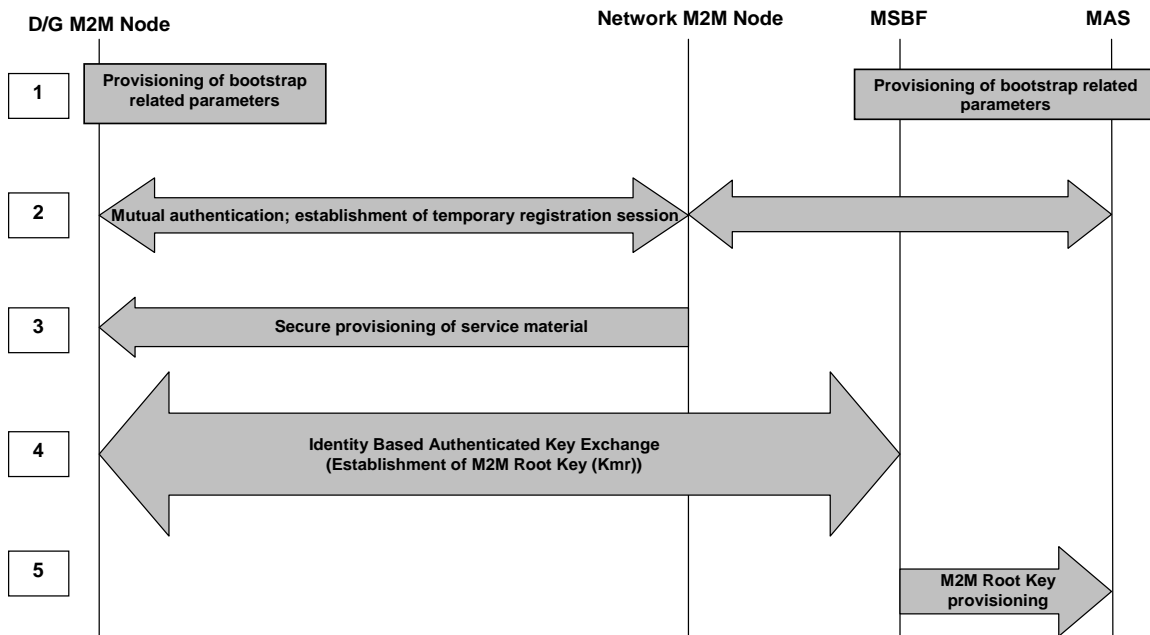 D/G M2M Node
Network M2M Node
MSBF
MAS
1
Provisioning of bootstrap
related parameters
Provisioning of bootstrap related
parameters
2
Mutual authentication; establishment of temporary registration session
3
Secure provisioning of service material
4
Identity Based Authenticated Key Exchange
(Establishment of M2M Root Key (Kmr))
5
M2M Root Key
provisioning